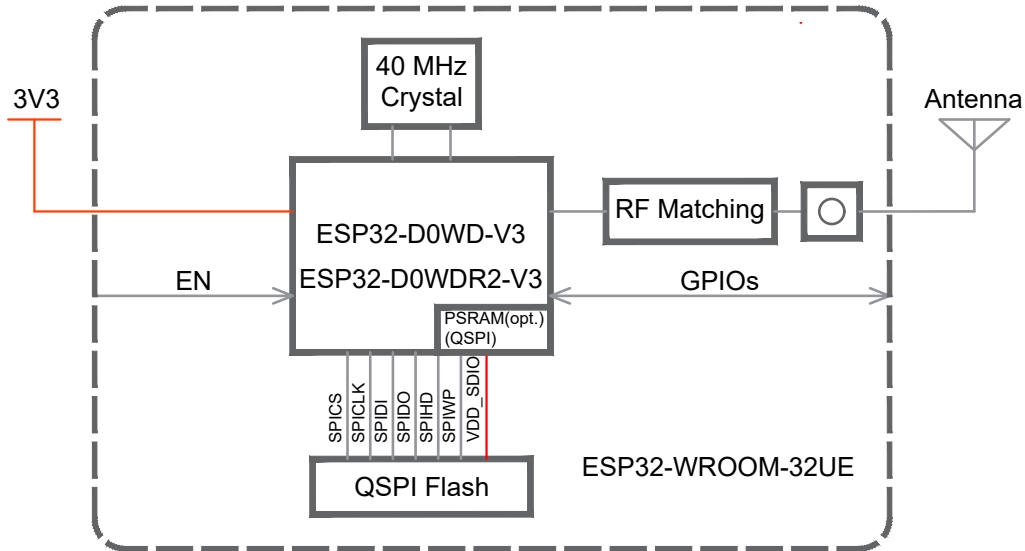 40 MHz
Crystal
3V3
Antenna
RF Matching
ESP32-D0WD-V3
ESP32-D0WDR2-V3
EN
GPIOs
PSRAM(opt.)
(QSPI)
SPICS
SPICLK
SPIDI
SPIDO
SPIHD
SPIWP
VDD_SDIO
QSPI Flash
ESP32-WROOM-32UE